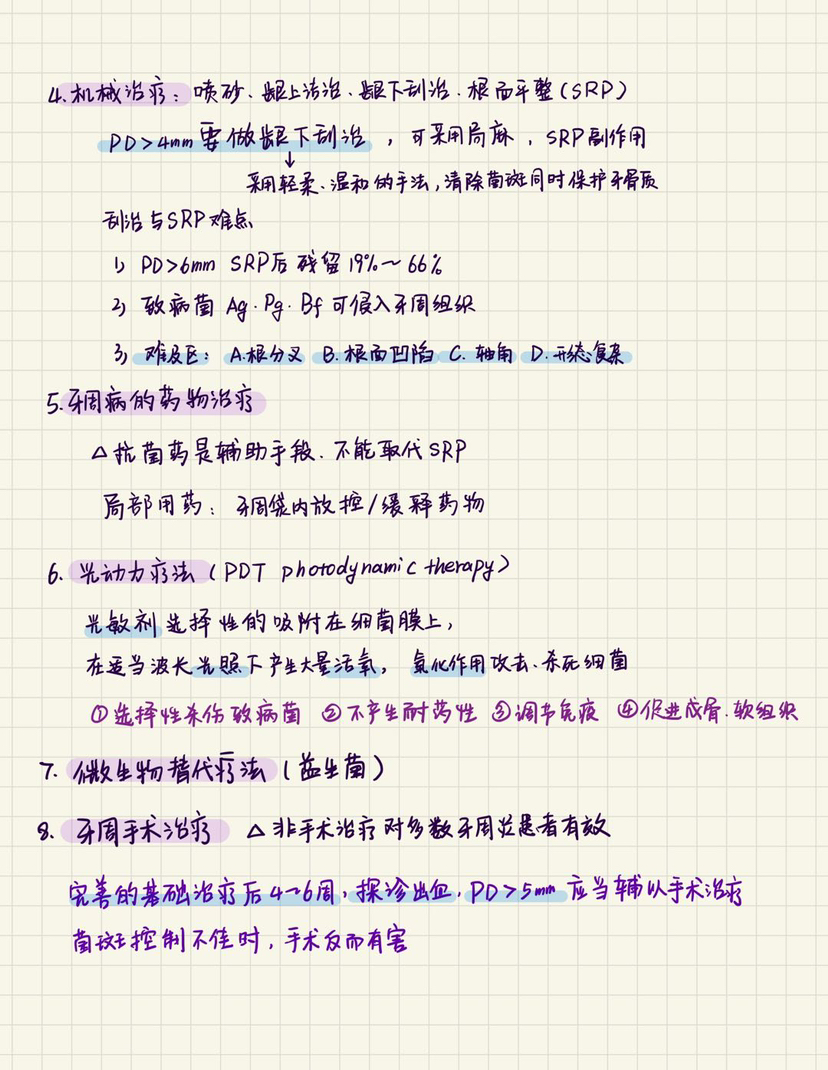 4. 机械治疗：喷砂、龈上洁治、龈下刮治、根面平整（SRP）
PD>4mm 要做龈下刮治，可采用局麻，SRP副作用
↓
采用轻柔、温和的手法，清除菌斑同时保护牙骨质
刮治与SRP难点
1) PD>6mm SRP后残留19%~66%
2) 致病菌 Ag. Pg. Bf 可侵入牙周组织
3) 难及区：A.根分叉 B.根面凹陷 C.轴角 D.形态复杂
5. 牙周病的药物治疗
△抗菌药是辅助手段、不能取代SRP
局部用药：牙周袋内放控/缓释药物
6. 光动力疗法（PDT photodynamic therapy）
光敏剂选择性的吸附在细菌膜上，
在适当波长光照下产生大量活氧，氧化作用攻击、杀死细菌
①选择性杀伤致病菌 ②不产生耐药性 ③调节免疫 ④促进成骨、软组织
7. 微生物替代疗法（益生菌）
8. 牙周手术治疗 △非手术治疗对多数牙周炎患者有效
完善的基础治疗后4~6周，探诊出血，PD>5mm 应当辅以手术治疗
菌斑控制不佳时，手术反而有害